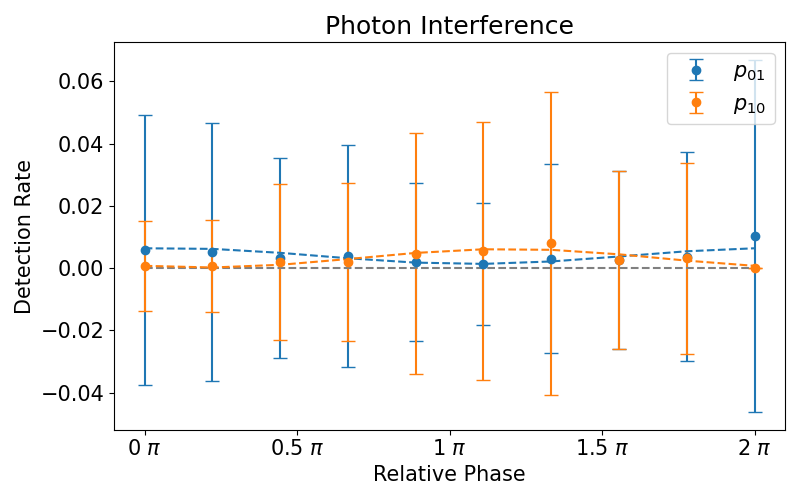 Photon Interference
Detection Rate
0.06
0.04
0.02
0.00
−0.02
−0.04
p₀₁
p₁₀
0 π
0.5 π
1 π
1.5 π
2 π
Relative Phase